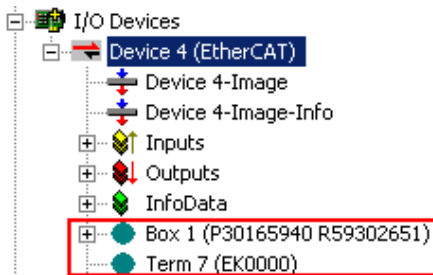 I/O Devices
Device 4 (EtherCAT)
Device 4-Image
Device 4-Image-Info
Inputs
Outputs
InfoData
Box 1 (P30165940 R59302651)
Term 7 (EK0000)